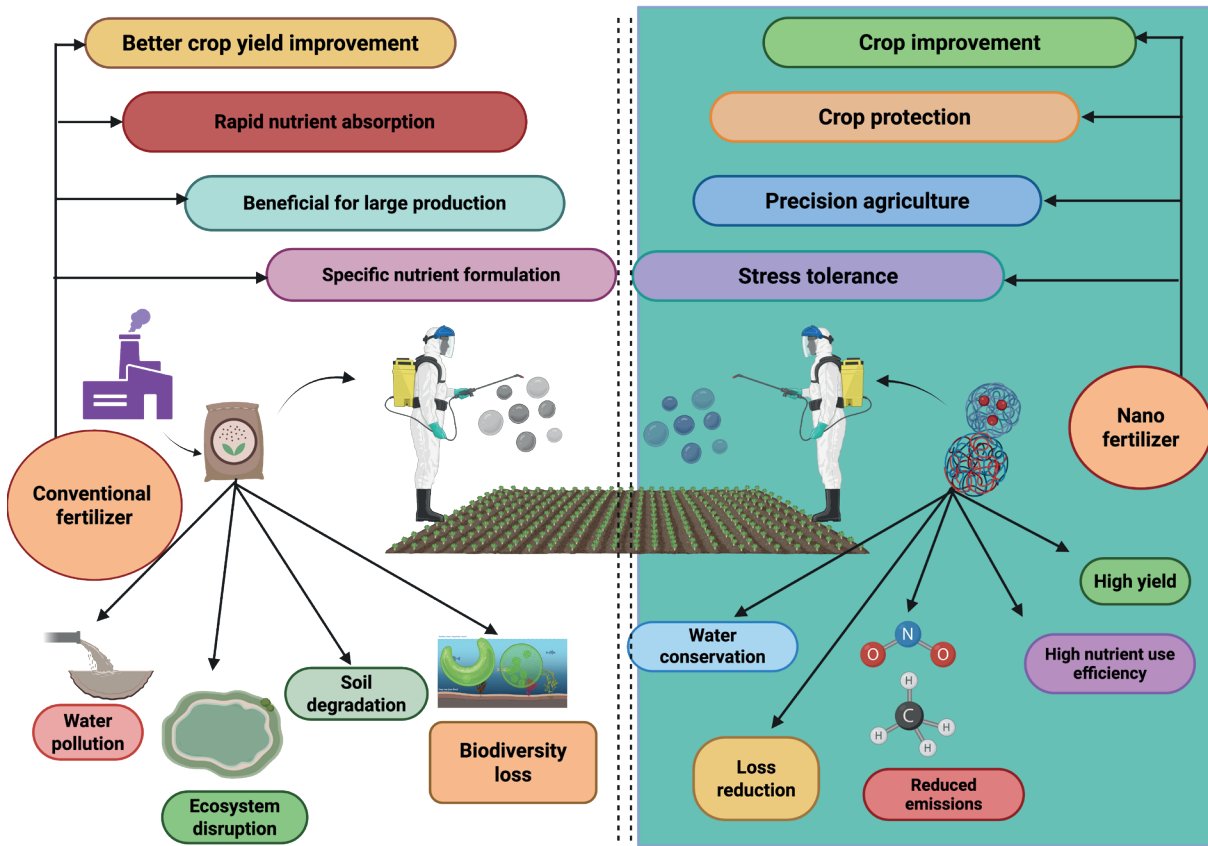 Better crop yield improvement
Rapid nutrient absorption
Beneficial for large production
Specific nutrient formulation
Conventional
fertilizer
Water
pollution
Ecosystem
disruption
Soil
degradation
Biodiversity
loss
Crop improvement
Crop protection
Precision agriculture
Stress tolerance
Nano
fertilizer
High yield
Water
conservation
N
O
O
H
C
H
H
H
High nutrient use
efficiency
Loss
reduction
Reduced
emissions